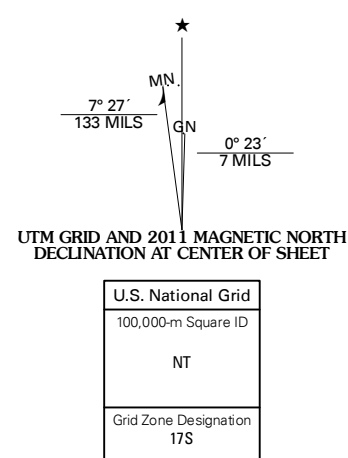 ★
MN
7° 27´
133 MILS
GN
0° 23´
7 MILS
UTM GRID AND 2011 MAGNETIC NORTH
DECLINATION AT CENTER OF SHEET
U.S. National Grid
100,000-m Square ID
NT
Grid Zone Designation
17S